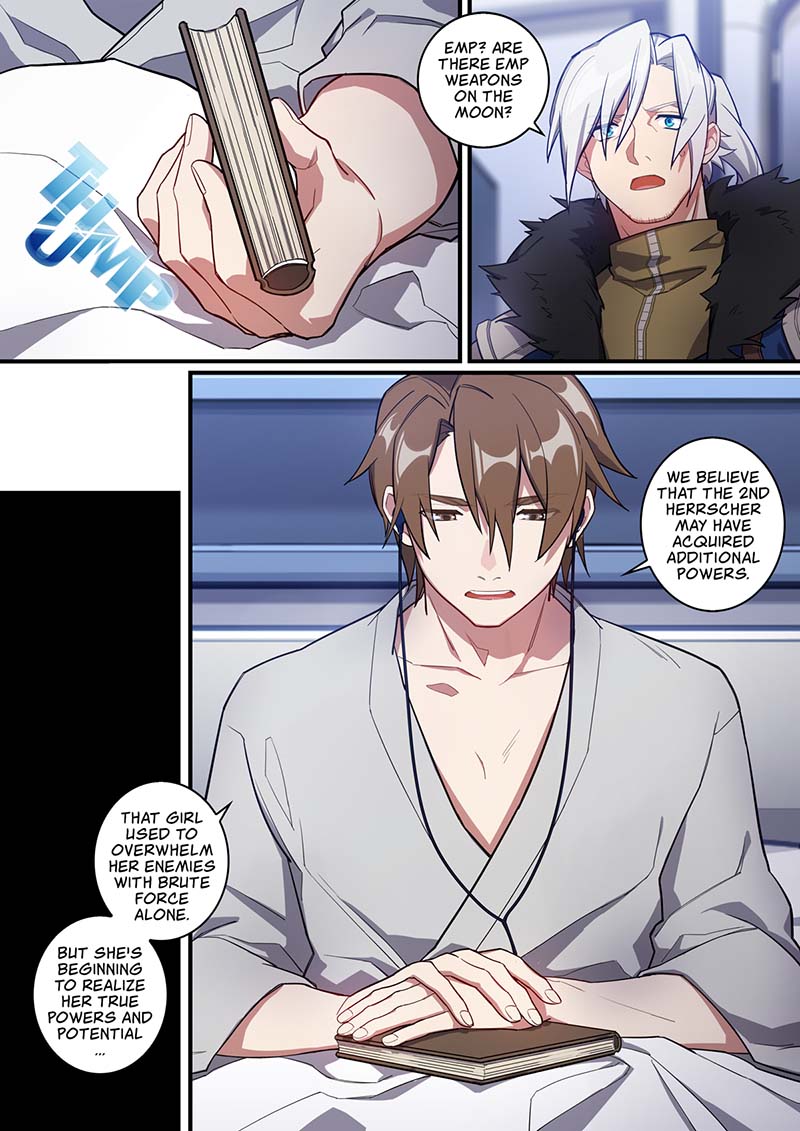 THUMP
EMP? ARE
THERE EMP
WEAPONS
ON THE
MOON?
WE BELIEVE
THAT THE 2ND
HERRSCHER
MAY HAVE
ACQUIRED
ADDITIONAL
POWERS.
THAT GIRL
USED TO
OVERWHELM
HER ENEMIES
WITH BRUTE
FORCE
ALONE.
BUT SHE'S
BEGINNING
TO REALIZE
HER TRUE
POWERS AND
POTENTIAL
...